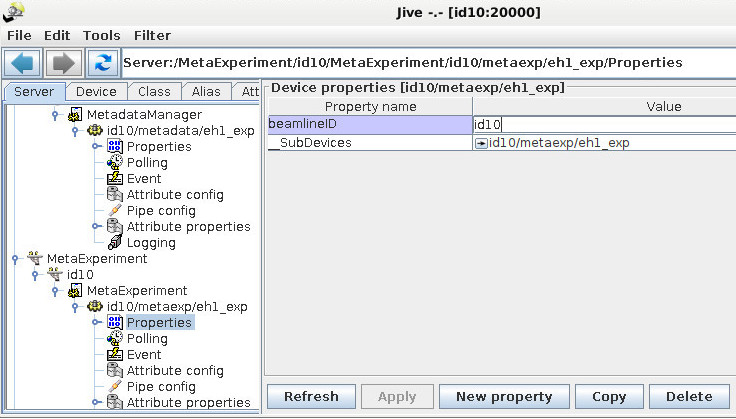 Jive -.- [id10:20000]
File Edit Tools Filter
Server:/MetaExperiment/id10/MetaExperiment/id10/metaexp/eh1_exp/Properties
Server Device Class Alias Att
MetadataManager
id10/metadata/eh1_exp
Properties
Polling
Event
Attribute config
Pipe config
Attribute properties
Logging
MetaExperiment
id10
MetaExperiment
id10/metaexp/eh1_exp
Properties
Polling
Event
Attribute config
Pipe config
Attribute properties
Device properties [id10/metaexp/eh1_exp]
Property name Value
beamlineID id10
__SubDevices id10/metaexp/eh1_exp
Refresh Apply New property Copy Delete